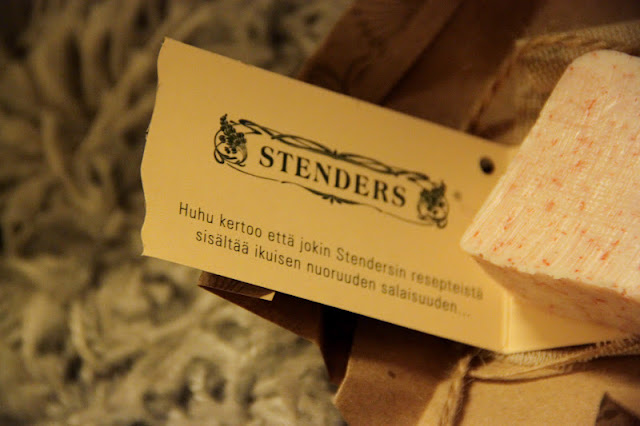 STENDERS
Huhu kertoo että jokin Stendersin resepteistä
sisältää ikuisen nuoruuden salaisuuden...